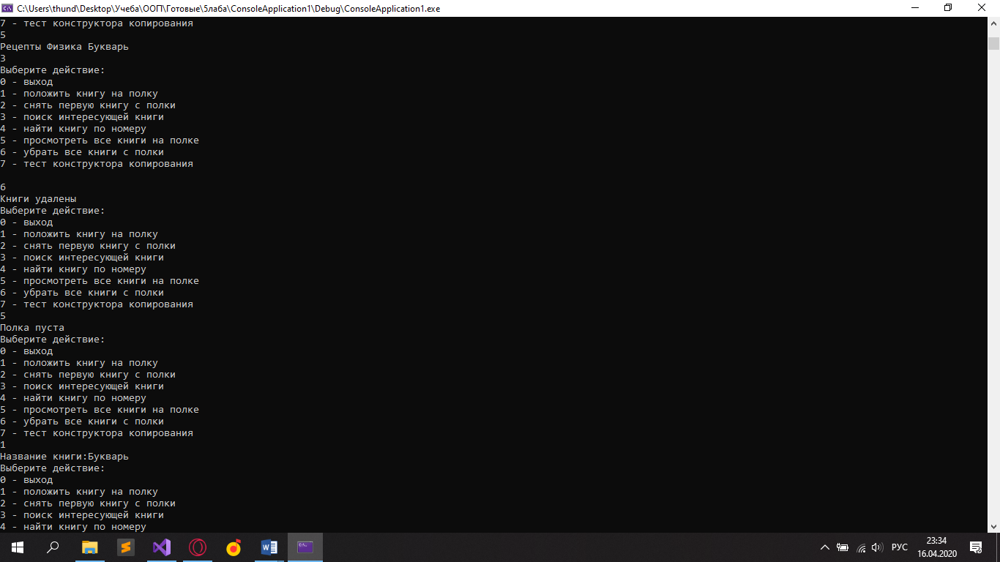 C:\Users\thund\Desktop\Учеба\ООП\Готовые\5лаба\ConsoleApplication1\Debug\ConsoleApplication1.exe
7 - тест конструктора копирования
5
Рецепты Физика Букварь
3
Выберите действие:
0 - выход
1 - положить книгу на полку
2 - снять первую книгу с полки
3 - поиск интересующей книги
4 - найти книгу по номеру
5 - просмотреть все книги на полке
6 - убрать все книги с полки
7 - тест конструктора копирования
6
Книги удалены
Выберите действие:
0 - выход
1 - положить книгу на полку
2 - снять первую книгу с полки
3 - поиск интересующей книги
4 - найти книгу по номеру
5 - просмотреть все книги на полке
6 - убрать все книги с полки
7 - тест конструктора копирования
5
Полка пуста
Выберите действие:
0 - выход
1 - положить книгу на полку
2 - снять первую книгу с полки
3 - поиск интересующей книги
4 - найти книгу по номеру
5 - просмотреть все книги на полке
6 - убрать все книги с полки
7 - тест конструктора копирования
1
Название книги:Букварь
Выберите действие:
0 - выход
1 - положить книгу на полку
2 - снять первую книгу с полки
3 - поиск интересующей книги
4 - найти книгу по номеру
РУС
23:34
16.04.2020